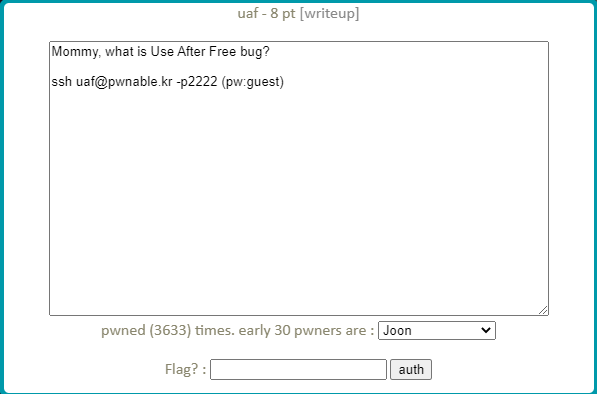 uaf - 8 pt [writeup]
Mommy, what is Use After Free bug?
ssh uaf@pwnable.kr -p2222 (pw:guest)
pwned (3633) times. early 30 pwners are : Joon
Flag? : auth